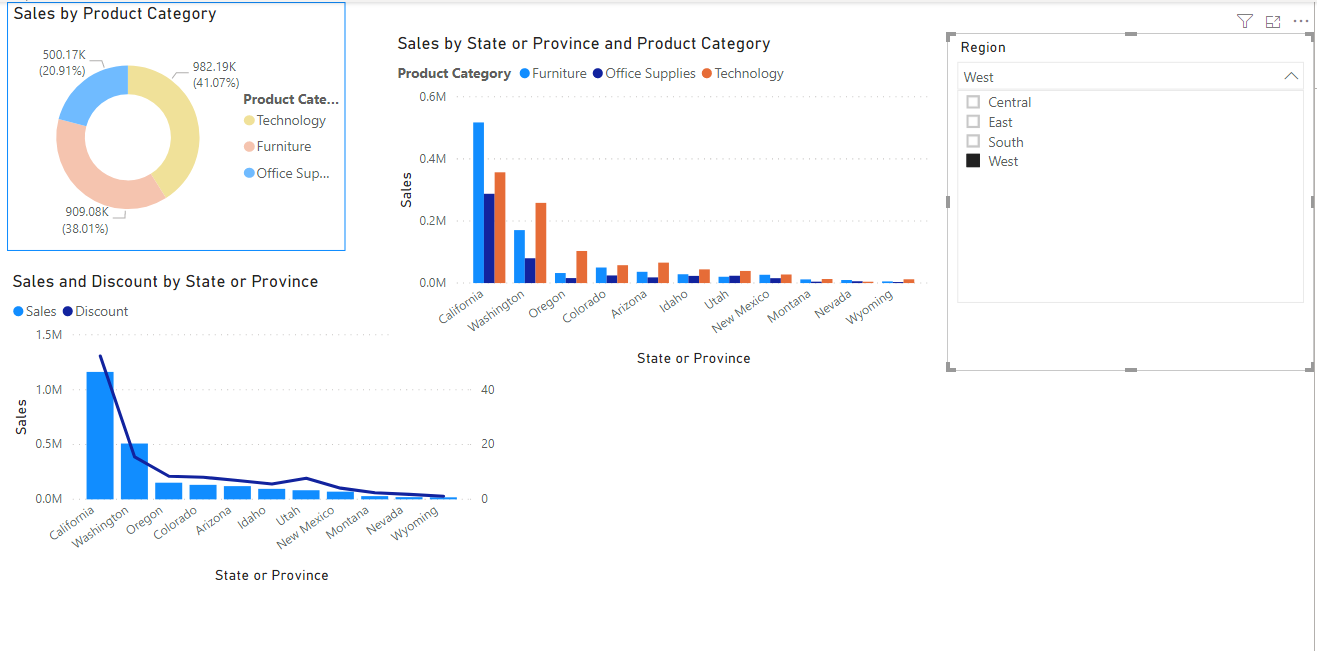 Sales by Product Category
500.17K
(20.91%)
982.19K
(41.07%)
909.08K
(38.01%)
Product Cate...
Technology
Furniture
Office Sup...
Sales by State or Province and Product Category
Product Category Furniture Office Supplies Technology
0.6M
0.4M
0.2M
0.0M
Sales
California
Washington
Oregon
Colorado
Arizona
Idaho
Utah
New Mexico
Montana
Nevada
Wyoming
State or Province
Region
West
Central
East
South
West
Sales and Discount by State or Province
Sales Discount
1.5M
1.0M
0.5M
0.0M
Sales
40
20
0
California
Washington
Oregon
Colorado
Arizona
Idaho
Utah
New Mexico
Montana
Nevada
Wyoming
State or Province